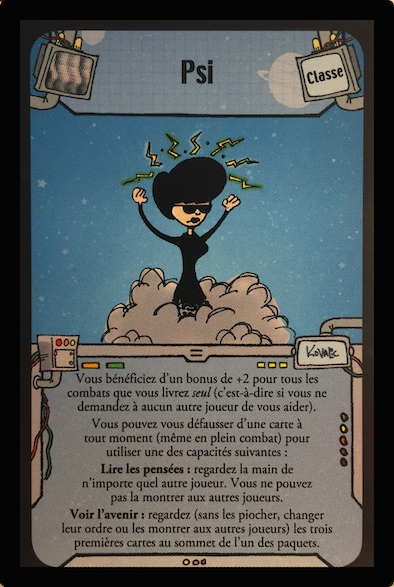 Psi
Classe
KOVALIC
Vous bénéficiez d'un bonus de +2 pour tous les
combats que vous livrez seul (c'est-à-dire si vous ne
demandez à aucun autre joueur de vous aider).
Vous pouvez vous défausser d'une carte à
tout moment (même en plein combat) pour
utiliser une des capacités suivantes :
Lire les pensées : regardez la main de
n'importe quel autre joueur. Vous ne pouvez
pas la montrer aux autres joueurs.
Voir l'avenir : regardez (sans les piocher, changer
leur ordre ou les montrer aux autres joueurs) les trois
premières cartes au sommet de l'un des paquets.